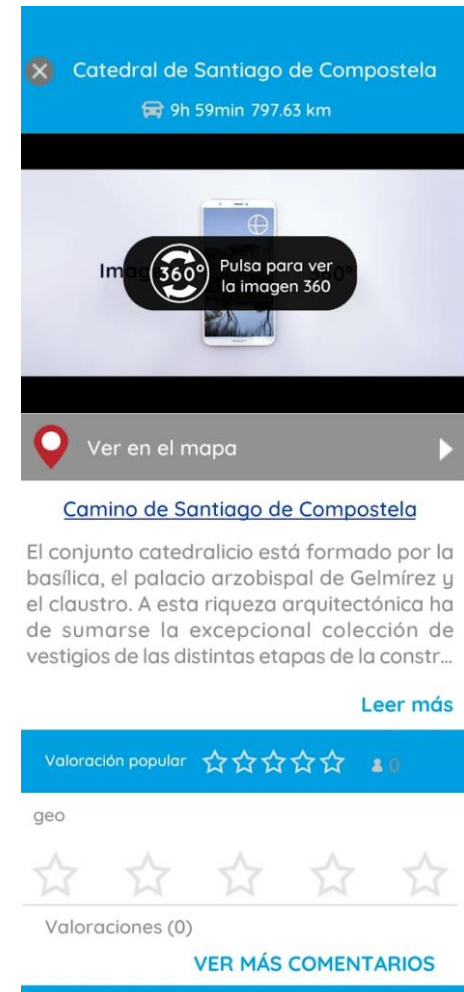 Catedral de Santiago de Compostela
9h 59min 797.63 km
360°
Pulsa para ver
la imagen 360
Ver en el mapa
Camino de Santiago de Compostela
El conjunto catedralicio está formado por la
basílica, el palacio arzobispal de Gelmírez y
el claustro. A esta riqueza arquitectónica ha
de sumarse la excepcional colección de
vestigios de las distintas etapas de la constr...
Leer más
Valoración popular
0
geo
Valoraciones (0)
VER MÁS COMENTARIOS